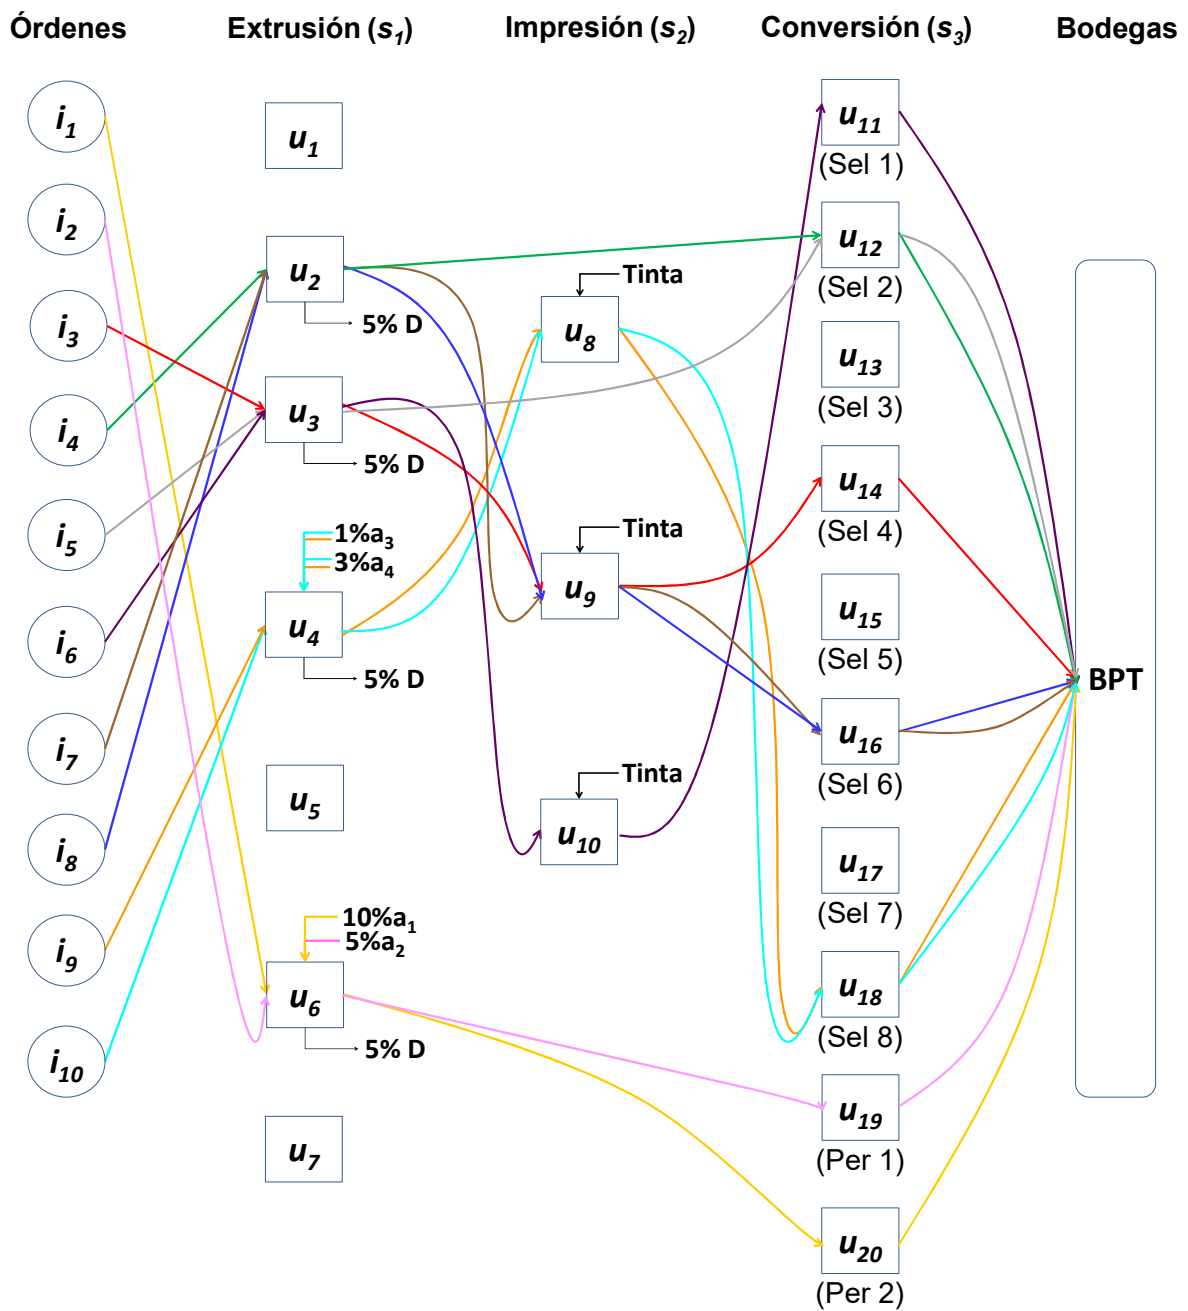 Órdenes
Extrusión (s₁)
Impresión (s₂)
Conversión (s₃)
Bodegas
i₁
i₂
i₃
i₄
i₅
i₆
i₇
i₈
i₉
i₁₀
u₁
u₂
5% D
u₃
5% D
1%a₃
3%a₄
u₄
5% D
u₅
10%a₁
5%a₂
u₆
5% D
u₇
Tinta
u₈
Tinta
u₉
Tinta
u₁₀
u₁₁
(Sel 1)
u₁₂
(Sel 2)
u₁₃
(Sel 3)
u₁₄
(Sel 4)
u₁₅
(Sel 5)
u₁₆
(Sel 6)
u₁₇
(Sel 7)
u₁₈
(Sel 8)
u₁₉
(Per 1)
u₂₀
(Per 2)
BPT